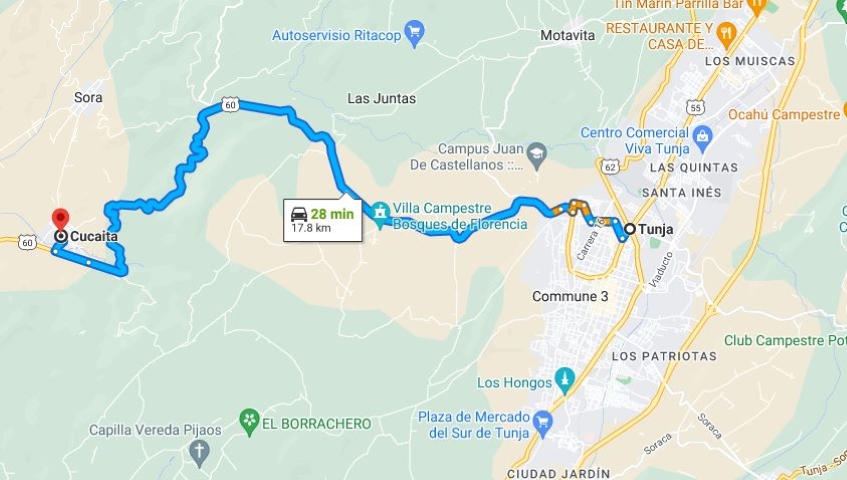 Tin Marin Parrilla Bar
Autoservisio Ritacop
Motavita
RESTAURANTE Y
CASA DE...
LOS MUISCAS
Sora
60
Las Juntas
55
Ocahú Campestre
Centro Comercial
Viva Tunja
Campus Juan
De Castellanos ::...
62
LAS QUINTAS
SANTA INÉS
28 min
17.8 km
Villa Campestre
Bosques de Florencia
60
Cucaita
Carrera
Tunja
Viaducto
Commune 3
LOS PATRIOTAS
Club Campestre Pot
Los Hongos
Plaza de Mercado
del Sur de Tunja
EL BORRACHERO
Capilla Vereda Pijaos
Soraca
Soraca
CIUDAD JARDÍN
Tunja - So